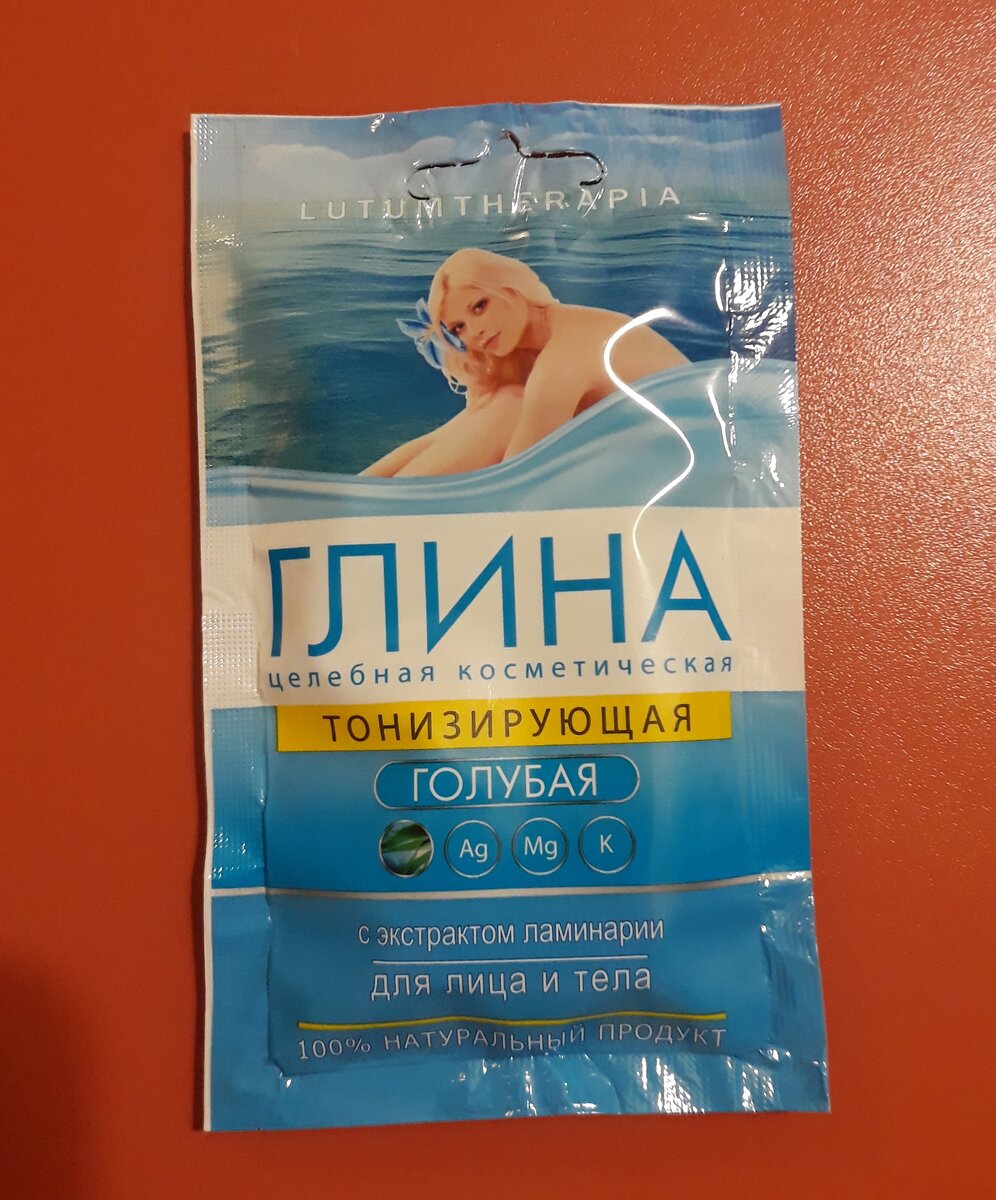 LUTUMTHERAPIA
ГЛИНА
целебная косметическая
ТОНИЗИРУЮЩАЯ
ГОЛУБАЯ
Ag Mg K
с экстрактом ламинарии
для лица и тела
100% НАТУРАЛЬНЫЙ ПРОДУКТ